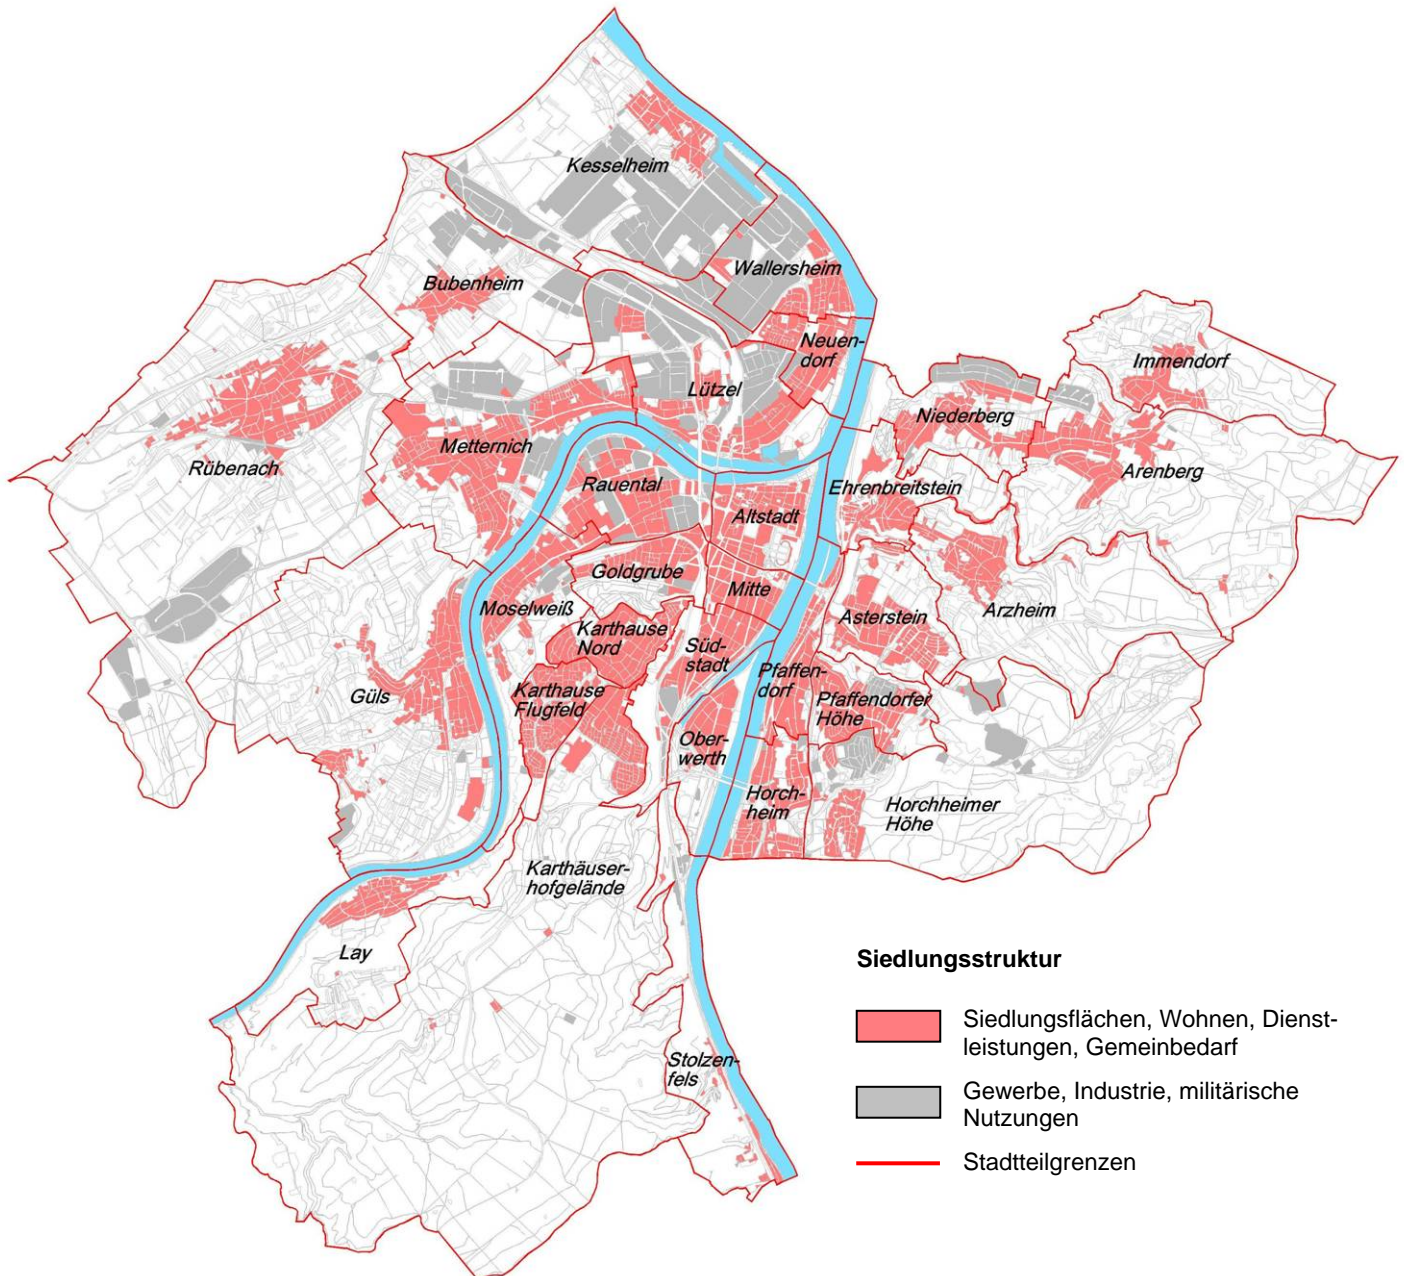 Kesselheim
Wallersheim
Bubenheim
Neuen-
dorf
Immendorf
Lützel
Niederberg
Metternich
Rübenach
Arenberg
Rauental
Ehrenbreitstein
Altstadt
Goldgrube
Mitte
Moselweiß
Arzheim
Asterstein
Karthause
Nord
Süd-
stadt
Pfaffen-
dorf
Güls
Karthause
Flugfeld
Pfaffendorfer
Höhe
Ober-
werth
Horch-
heim
Horchheimer
Höhe
Karthäuser-
hofgelände
Lay
Stolzen-
fels
Siedlungsstruktur
Siedlungsflächen, Wohnen, Dienst-
leistungen, Gemeinbedarf
Gewerbe, Industrie, militärische
Nutzungen
Stadtteilgrenzen